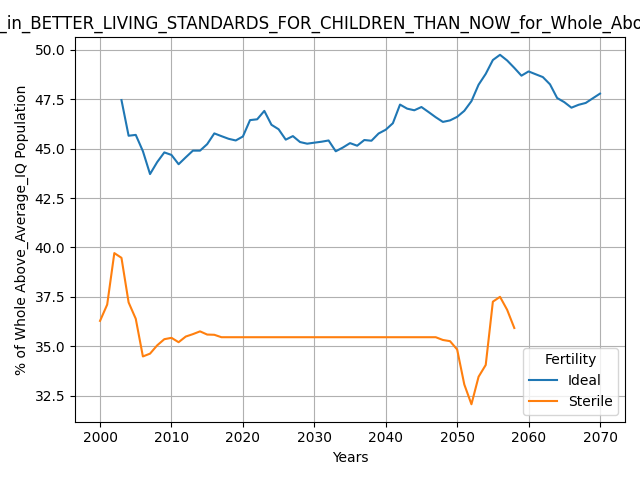 _in_BETTER_LIVING_STANDARDS_FOR_CHILDREN_THAN_NOW_for_Whole_Abo
% of Whole Above_Average_IQ Population
50.0
47.5
45.0
42.5
40.0
37.5
35.0
32.5
Fertility
Ideal
Sterile
2000 2010 2020 2030 2040 2050 2060 2070
Years